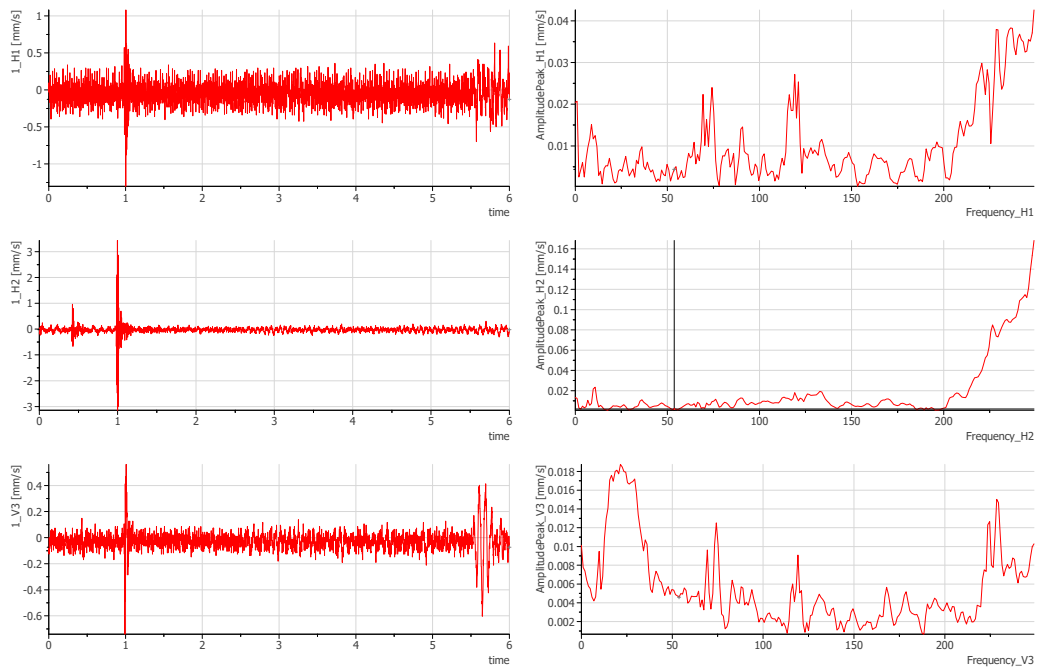 1_H1 [mm/s]
1
0.5
0
-0.5
-1
0 1 2 3 4 5 6
time
AmplitudePeak_H1 [mm/s]
0.04
0.03
0.02
0.01
0 50 100 150 200
Frequency_H1
1_H2 [mm/s]
3
2
1
0
-1
-2
-3
0 1 2 3 4 5 6
time
AmplitudePeak_H2 [mm/s]
0.16
0.14
0.12
0.10
0.08
0.06
0.04
0.02
0 50 100 150 200
Frequency_H2
1_V3 [mm/s]
0.4
0.2
0
-0.2
-0.4
-0.6
0 1 2 3 4 5 6
time
AmplitudePeak_V3 [mm/s]
0.018
0.016
0.014
0.012
0.010
0.008
0.006
0.004
0.002
0 50 100 150 200
Frequency_V3